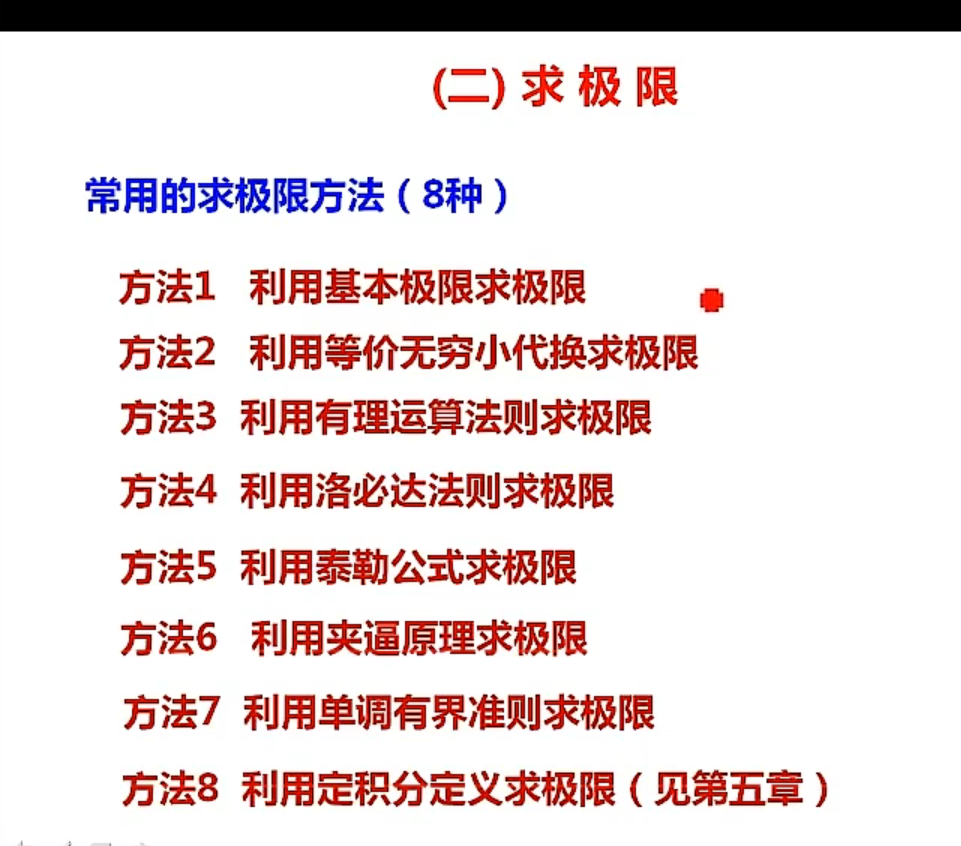 (二) 求 极 限
常用的求极限方法（8种）
方法1 利用基本极限求极限
方法2 利用等价无穷小代换求极限
方法3 利用有理运算法则求极限
方法4 利用洛必达法则求极限
方法5 利用泰勒公式求极限
方法6 利用夹逼原理求极限
方法7 利用单调有界准则求极限
方法8 利用定积分定义求极限（见第五章）